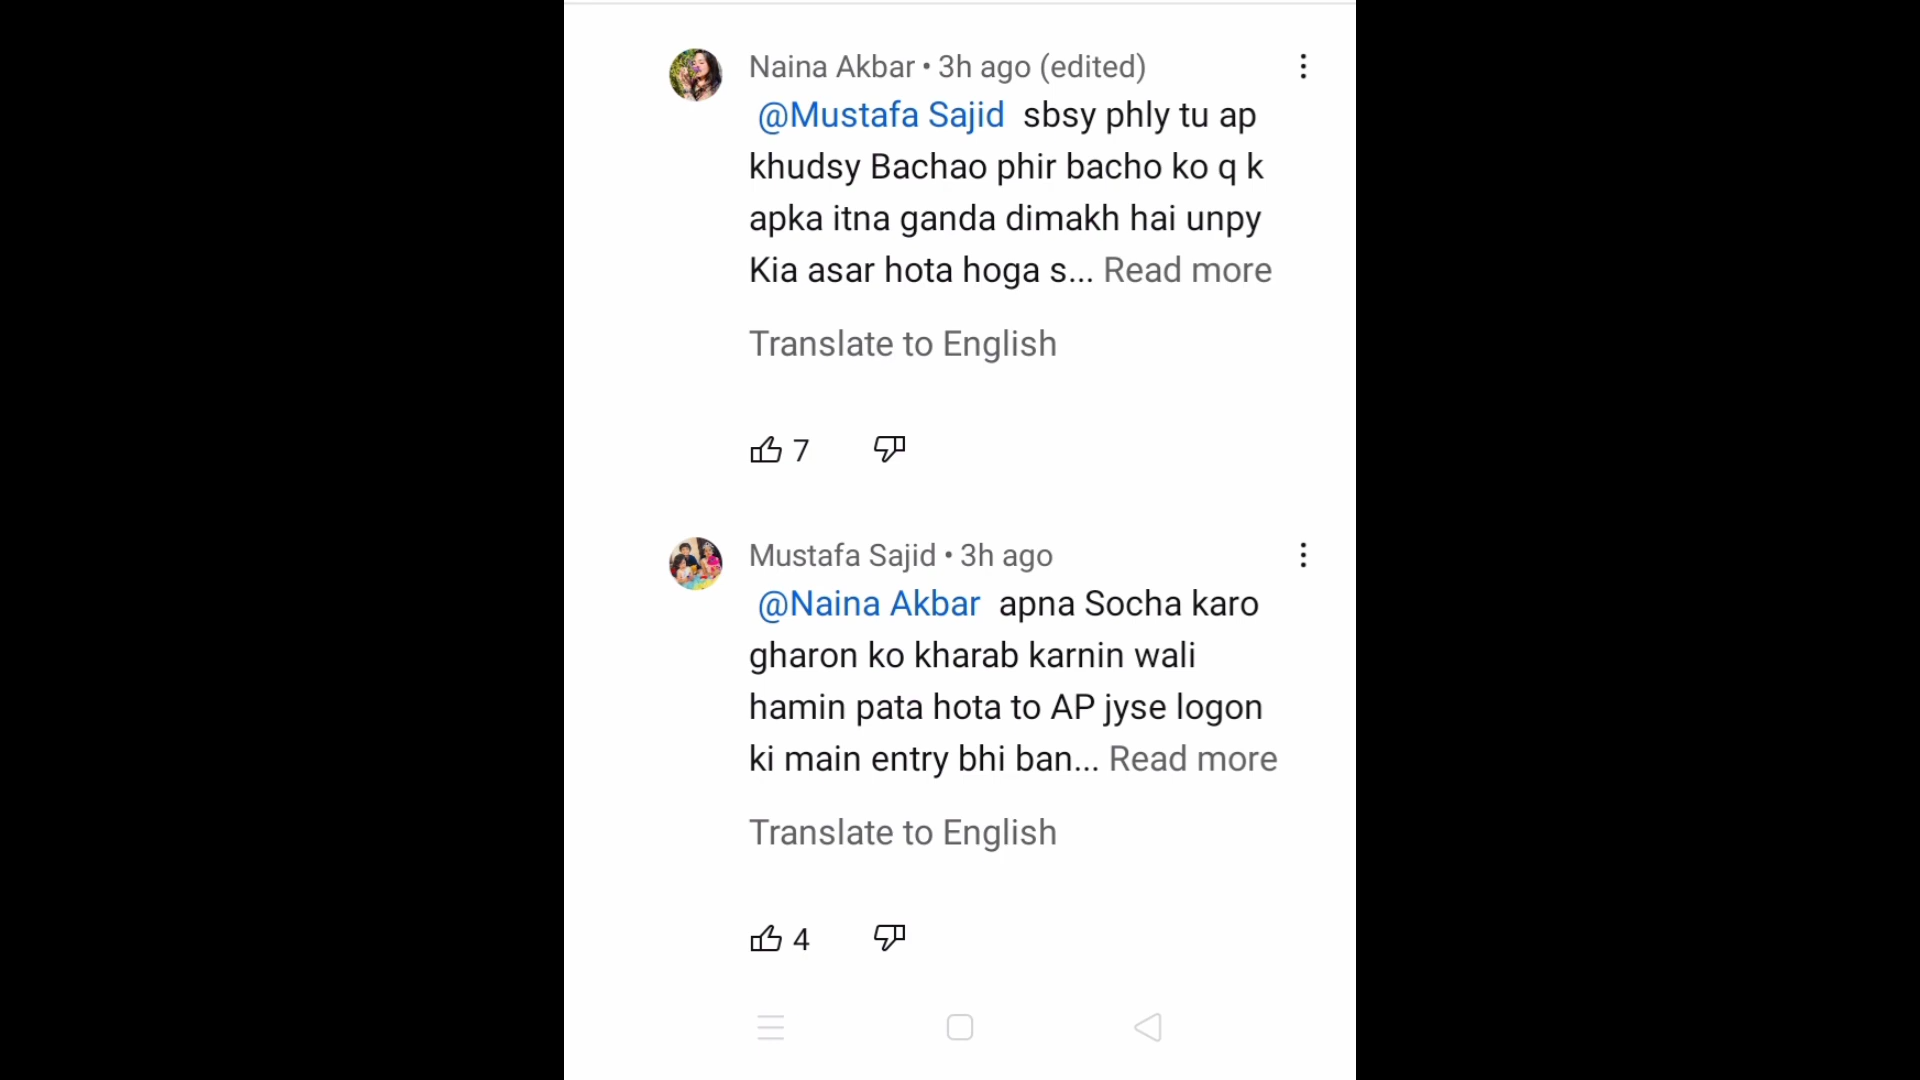 Naina Akbar • 3h ago (edited)
@Mustafa Sajid sbsy phly tu ap
khudsy Bachao phir bacho ko q k
apka itna ganda dimakh hai unpy
Kia asar hota hoga s... Read more
Translate to English
7
Mustafa Sajid • 3h ago
@Naina Akbar apna Socha karo
gharon ko kharab karnin wali
hamin pata hota to AP jyse logon
ki main entry bhi ban... Read more
Translate to English
4